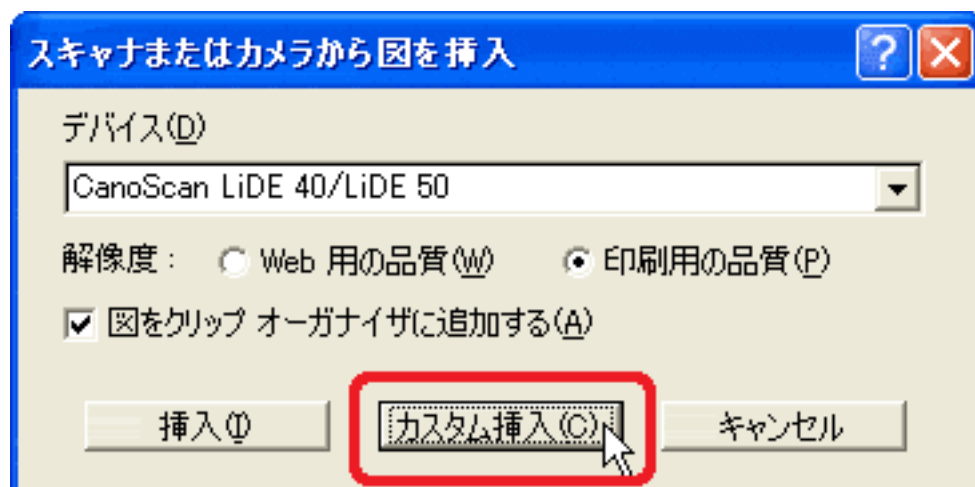 スキャナまたはカメラから図を挿入
デバイス(D)
CanoScan LiDE 40/LiDE 50
解像度: Web 用の品質(W) 印刷用の品質(P)
図をクリップ オーガナイザに追加する(A)
挿入(I) カスタム挿入(C) キャンセル